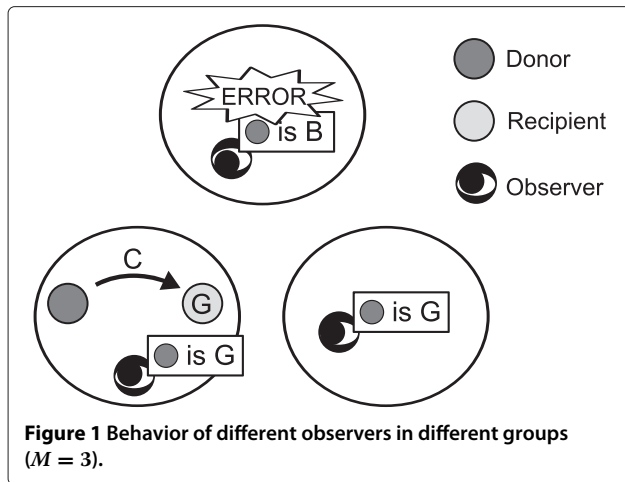 ERROR
is B
Donor
Recipient
Observer
C
G
is G
is G
Figure 1 Behavior of different observers in different groups
(M = 3).